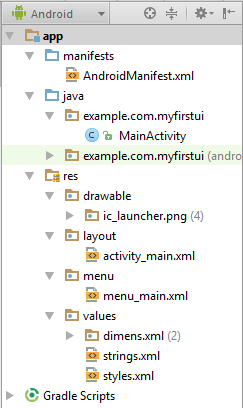 Android
app
manifests
AndroidManifest.xml
java
example.com.myfirstui
MainActivity
example.com.myfirstui (andro
res
drawable
ic_launcher.png (4)
layout
activity_main.xml
menu
menu_main.xml
values
dimens.xml (2)
strings.xml
styles.xml
Gradle Scripts